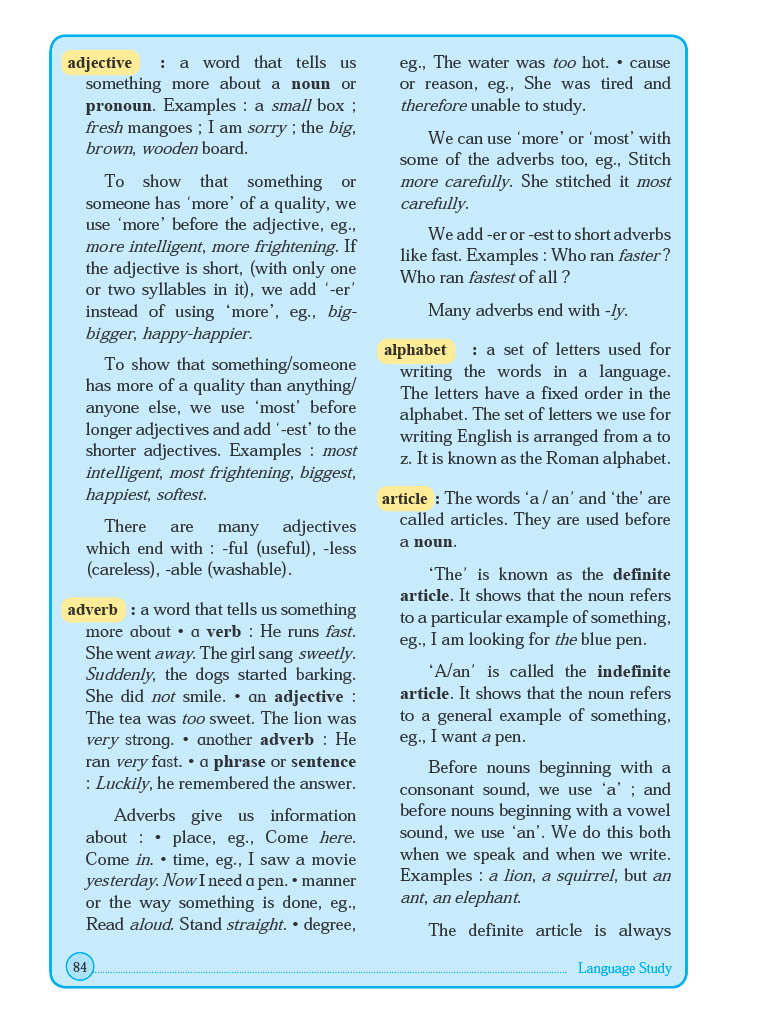 adjective : a word that tells us
something more about a noun or
pronoun. Examples : a small box ;
fresh mangoes ; I am sorry ; the big,
brown, wooden board.
To show that something or
someone has ‘more’ of a quality, we
use ‘more’ before the adjective, eg.,
more intelligent, more frightening. If
the adjective is short, (with only one
or two syllables in it), we add ‘-er’
instead of using ‘more’, eg., big-
bigger, happy-happier.
To show that something/someone
has more of a quality than anything/
anyone else, we use ‘most’ before
longer adjectives and add ‘-est’ to the
shorter adjectives. Examples : most
intelligent, most frightening, biggest,
happiest, softest.
There are many adjectives
which end with : -ful (useful), -less
(careless), -able (washable).
adverb : a word that tells us something
more about • a verb : He runs fast.
She went away. The girl sang sweetly.
Suddenly, the dogs started barking.
She did not smile. • an adjective :
The tea was too sweet. The lion was
very strong. • another adverb : He
ran very fast. • a phrase or sentence
: Luckily, he remembered the answer.
Adverbs give us information
about : • place, eg., Come here.
Come in. • time, eg., I saw a movie
yesterday. Now I need a pen. • manner
or the way something is done, eg.,
Read aloud. Stand straight. • degree,
eg., The water was too hot. • cause
or reason, eg., She was tired and
therefore unable to study.
We can use ‘more’ or ‘most’ with
some of the adverbs too, eg., Stitch
more carefully. She stitched it most
carefully.
We add -er or -est to short adverbs
like fast. Examples : Who ran faster ?
Who ran fastest of all ?
Many adverbs end with -ly.
alphabet : a set of letters used for
writing the words in a language.
The letters have a fixed order in the
alphabet. The set of letters we use for
writing English is arranged from a to
z. It is known as the Roman alphabet.
article : The words ‘a / an’ and ‘the’ are
called articles. They are used before
a noun.
‘The’ is known as the definite
article. It shows that the noun refers
to a particular example of something,
eg., I am looking for the blue pen.
‘A/an’ is called the indefinite
article. It shows that the noun refers
to a general example of something,
eg., I want a pen.
Before nouns beginning with a
consonant sound, we use ‘a’ ; and
before nouns beginning with a vowel
sound, we use ‘an’. We do this both
when we speak and when we write.
Examples : a lion, a squirrel, but an
ant, an elephant.
The definite article is always
84
Language Study